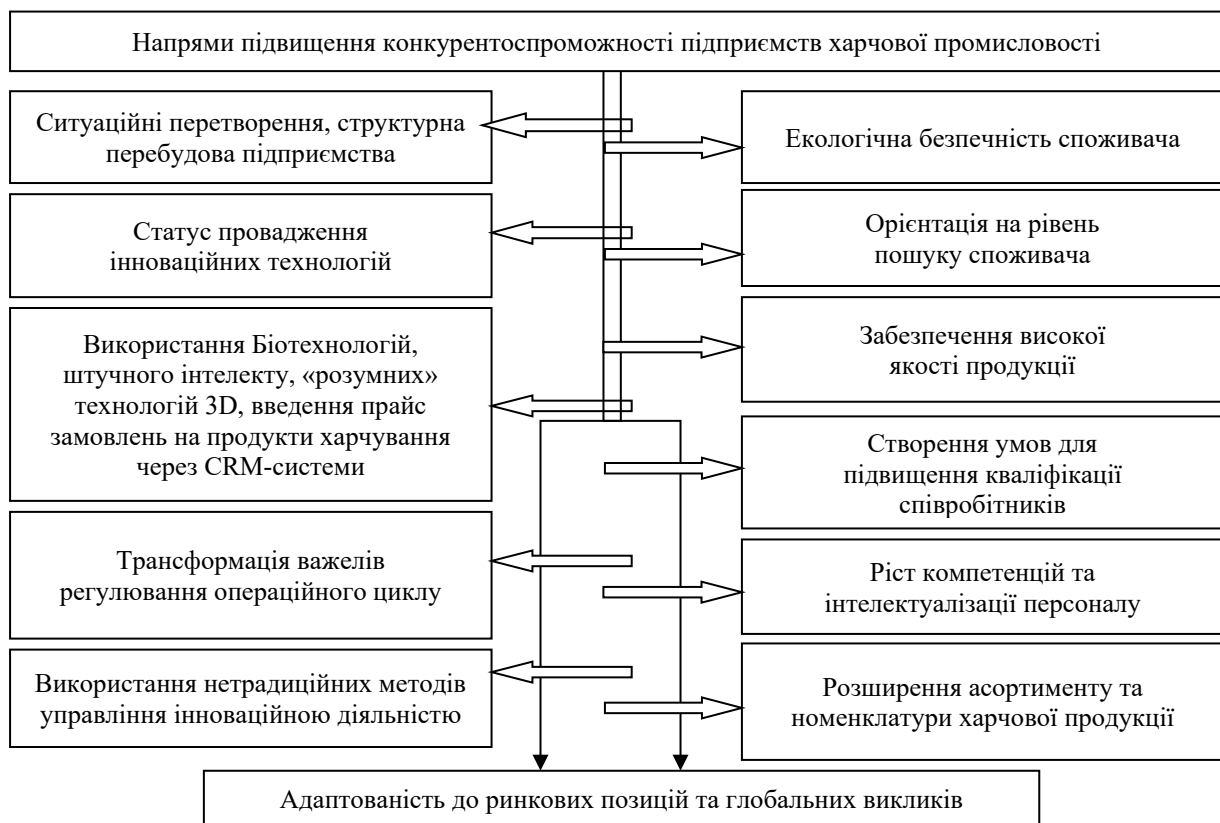 Напрями підвищення конкурентоспроможності підприємств харчової промисловості
Ситуаційні перетворення, структурна
перебудова підприємства
Екологічна безпечність споживача
Статус провадження
інноваційних технологій
Орієнтація на рівень
пошуку споживача
Використання Біотехнологій,
штучного інтелекту, «розумних»
технологій 3D, введення прайс
замовлень на продукти харчування
через CRM-системи
Забезпечення високої
якості продукції
Створення умов для
підвищення кваліфікації
співробітників
Трансформація важелів
регулювання операційного циклу
Ріст компетенцій та
інтелектуалізації персоналу
Використання нетрадиційних методів
управління інноваційною діяльністю
Розширення асортименту та
номенклатури харчової продукції
Адаптованість до ринкових позицій та глобальних викликів